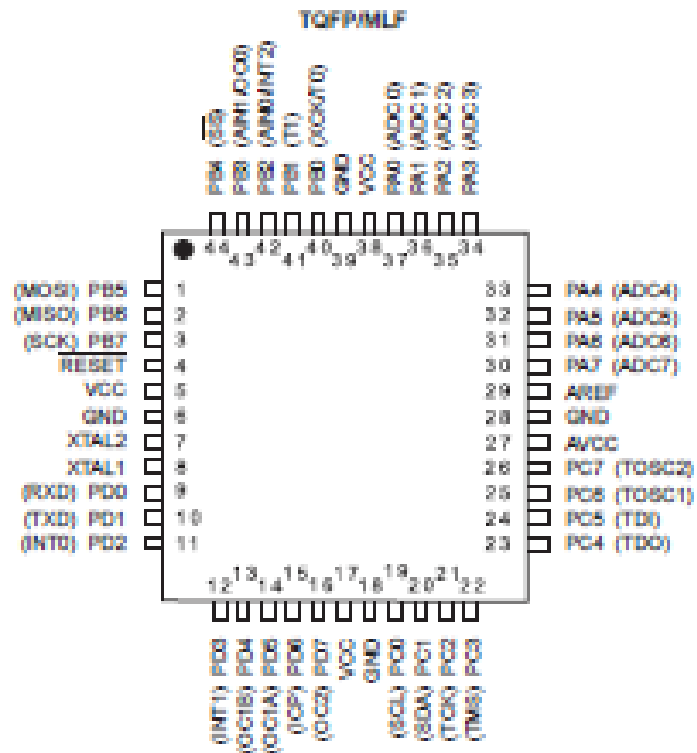 TQFP/MLF
PB4 (SS)
PB3 (AIN1/OC0)
PB2 (AIN0/INT2)
PB1 (T1)
PB0 (XCK/T0)
GND
VCC
PA0 (ADC0)
PA1 (ADC1)
PA2 (ADC2)
PA3 (ADC3)
44 43 42 41 40 39 38 37 36 35 34
(MOSI) PB5 1
(MISO) PB6 2
(SCK) PB7 3
RESET 4
VCC 5
GND 6
XTAL2 7
XTAL1 8
(RXD) PD0 9
(TXD) PD1 10
(INT0) PD2 11
33 PA4 (ADC4)
32 PA5 (ADC5)
31 PA6 (ADC6)
30 PA7 (ADC7)
29 AREF
28 GND
27 AVCC
26 PC7 (TOSC2)
25 PC6 (TOSC1)
24 PC5 (TDI)
23 PC4 (TDO)
12 13 14 15 16 17 18 19 20 21 22
(INT1) PD3
(OC1B) PD4
(OC1A) PD5
(ICP) PD6
(OC2) PD7
VCC
GND
(SCL) PC0
(SDA) PC1
(TCK) PC2
(TMS) PC3